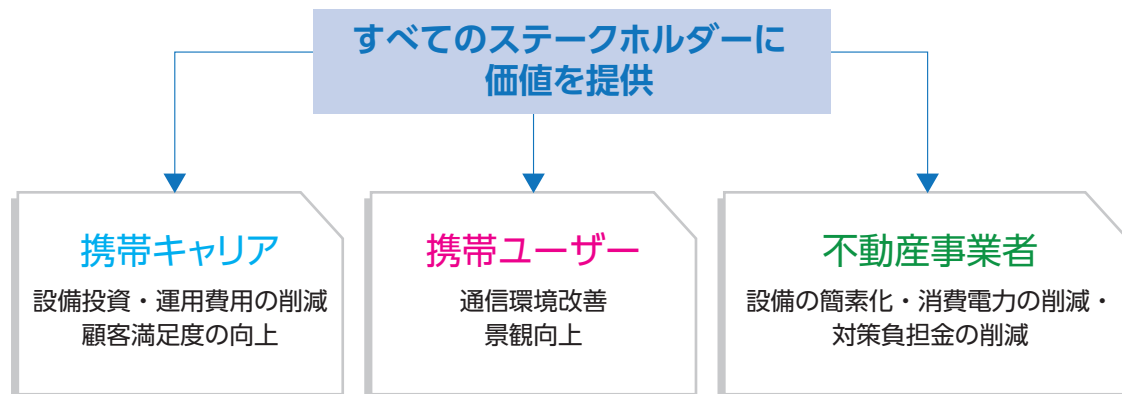 すべてのステークホルダーに
価値を提供
携帯キャリア
設備投資・運用費用の削減
顧客満足度の向上
携帯ユーザー
通信環境改善
景観向上
不動産事業者
設備の簡素化・消費電力の削減・
対策負担金の削減